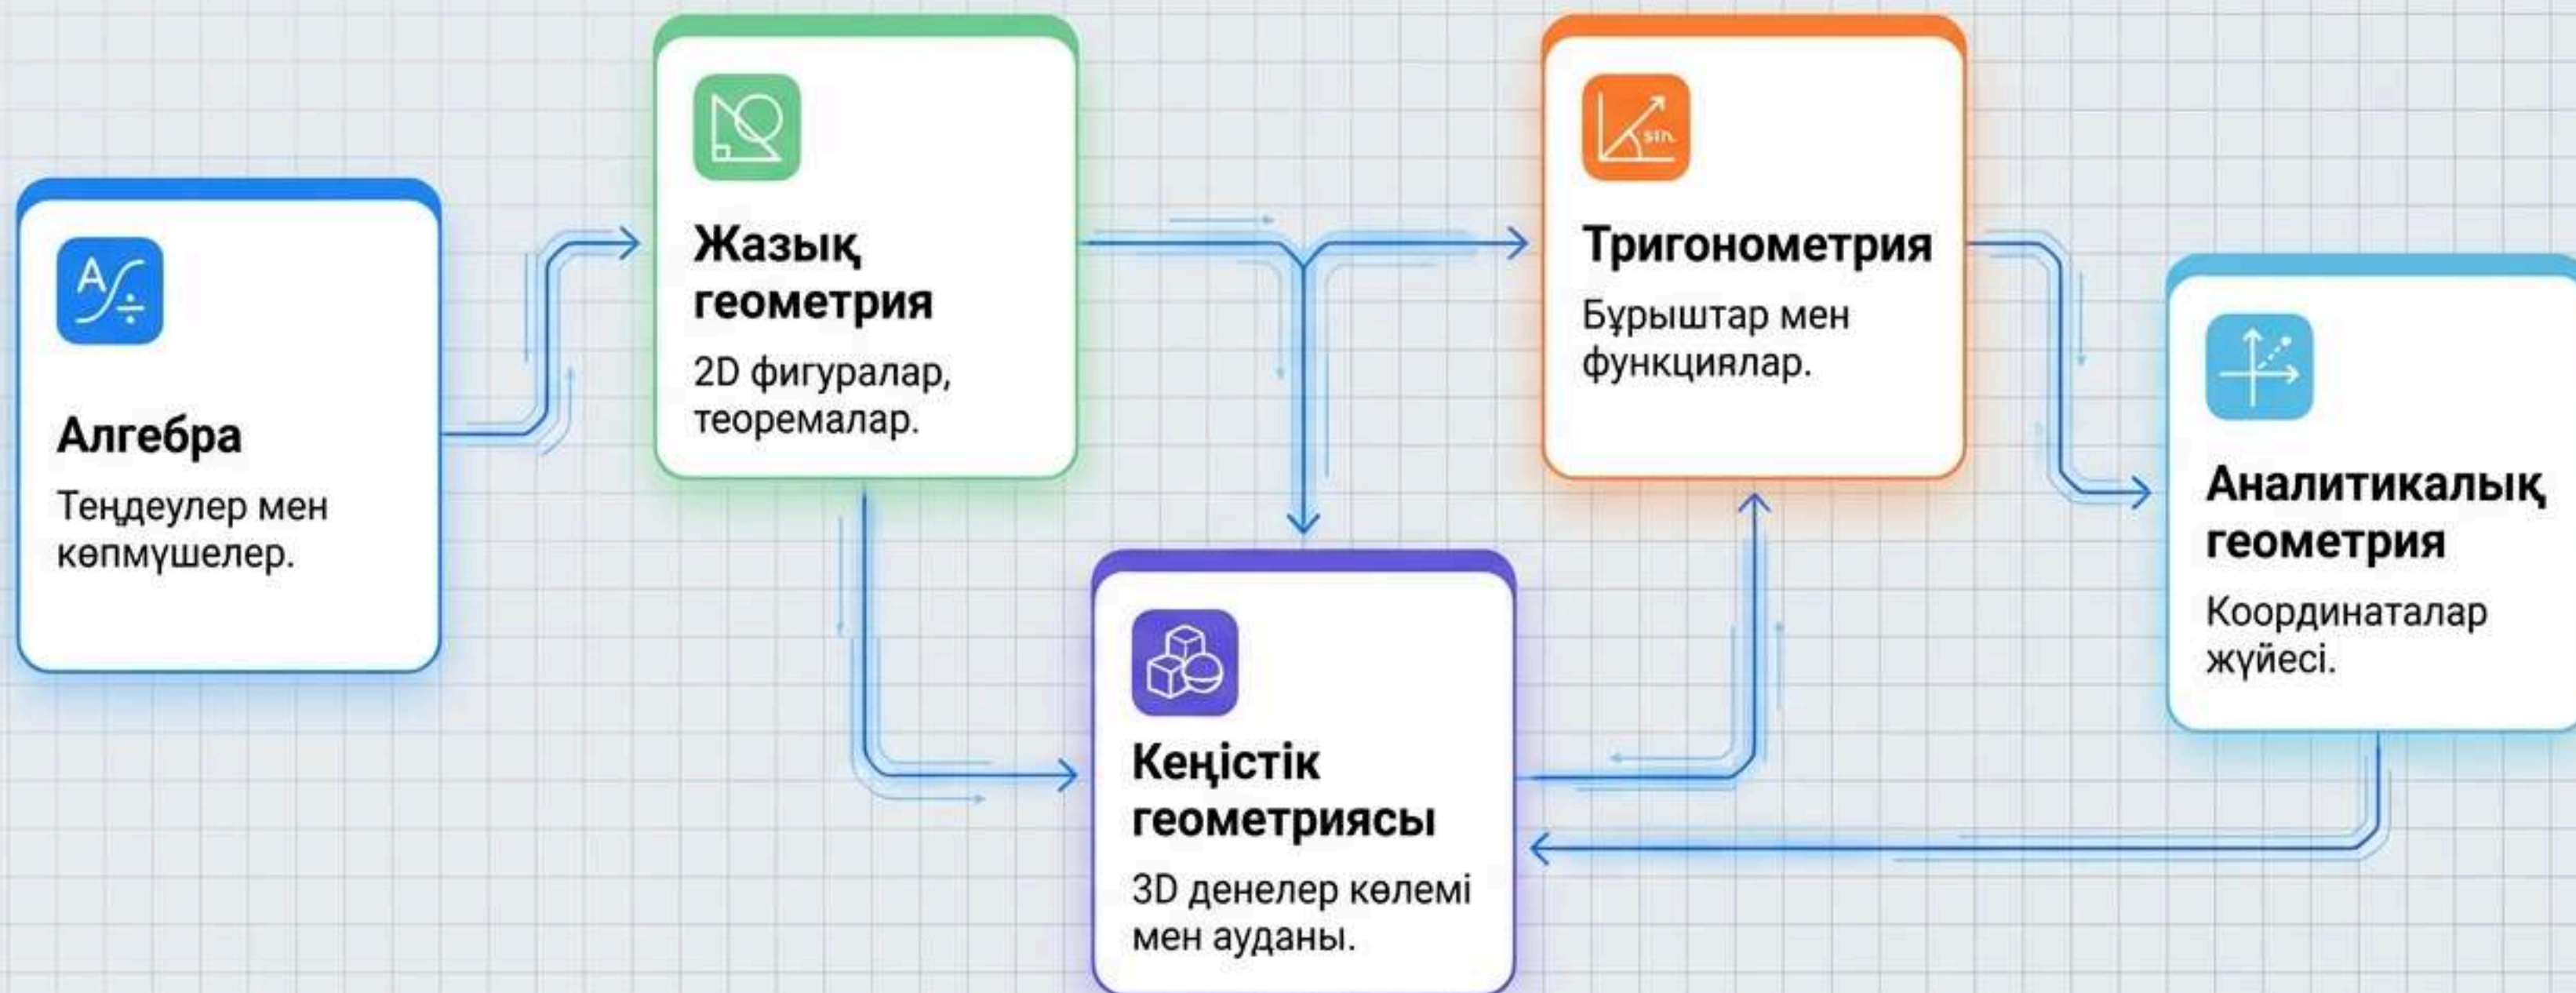 Алгебра
Теңдеулер мен
көпмүшелер.
Жазық
геометрия
2D фигуралар,
теоремалар.
Кеңістік
геометриясы
3D денелер көлемі
мен ауданы.
sin.
Тригонометрия
Бұрыштар мен
функциялар.
Аналитикалық
геометрия
Координаталар
жүйесі.